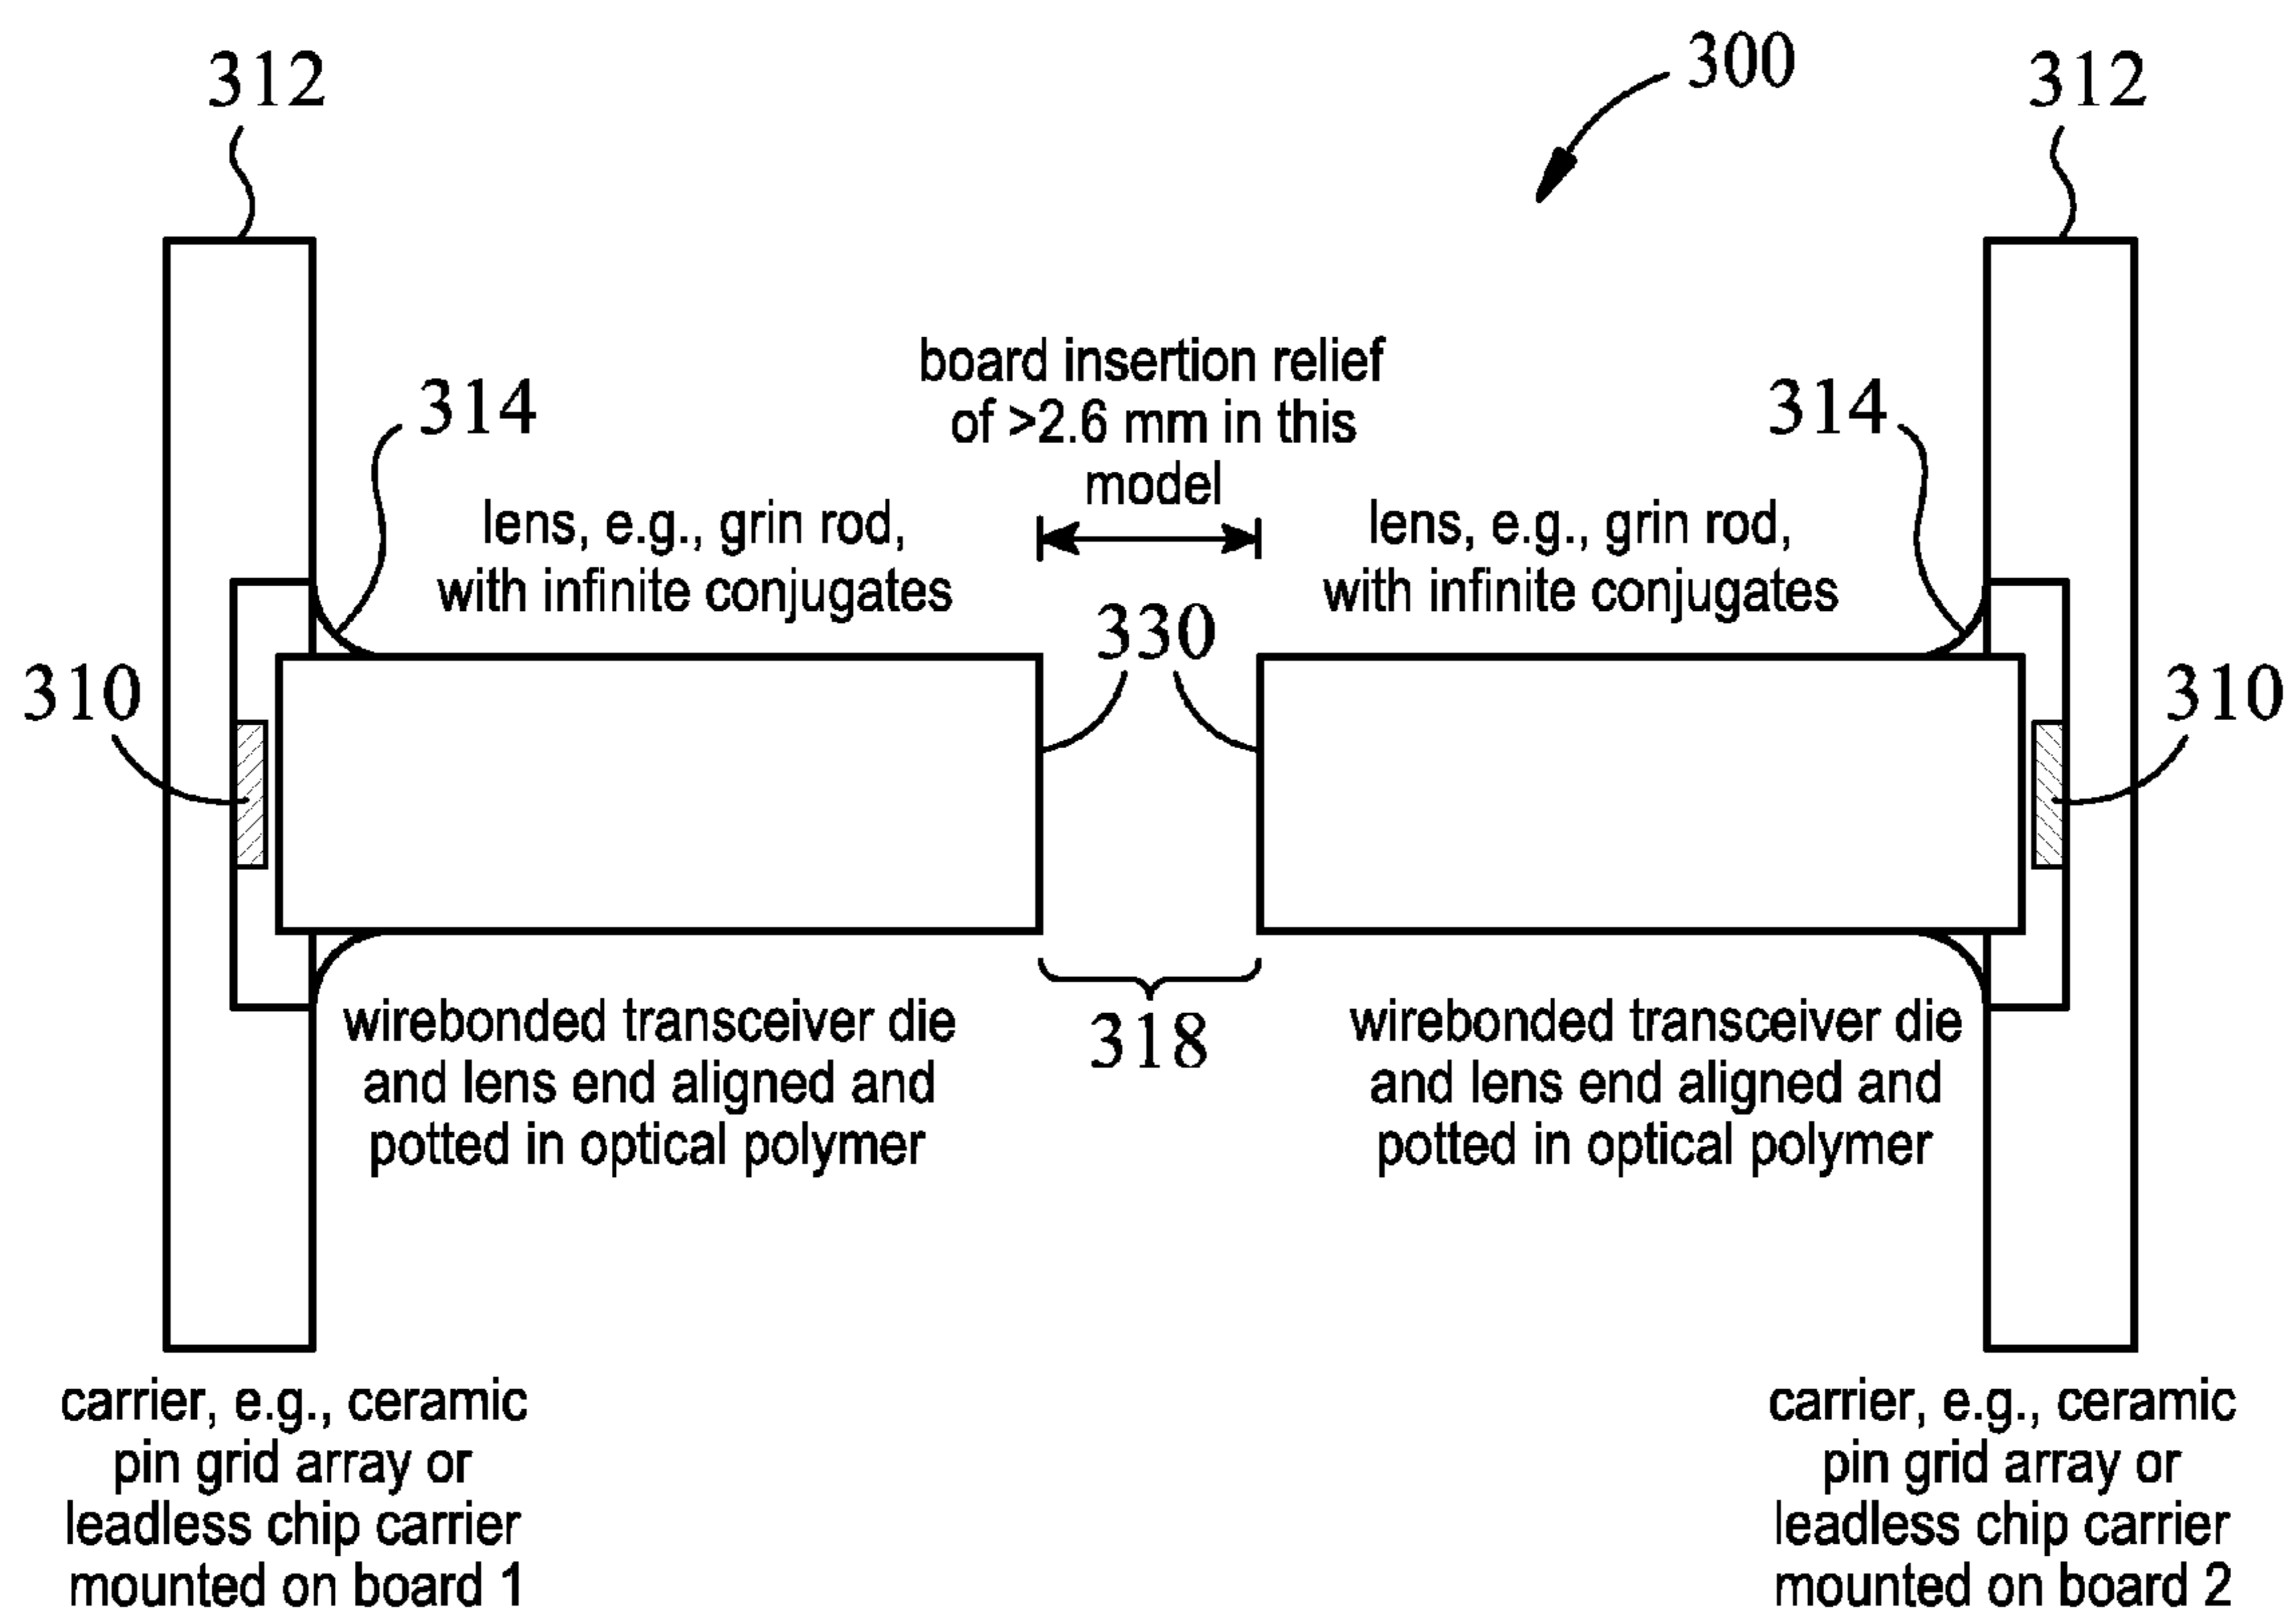 300
312
312
board insertion relief
of >2.6 mm in this
model
314
314
lens, e.g., grin rod,
with infinite conjugates
lens, e.g., grin rod,
with infinite conjugates
330
310
310
318
wirebonded transceiver die
and lens end aligned and
potted in optical polymer
wirebonded transceiver die
and lens end aligned and
potted in optical polymer
carrier, e.g., ceramic
pin grid array or
leadless chip carrier
mounted on board 1
carrier, e.g., ceramic
pin grid array or
leadless chip carrier
mounted on board 2